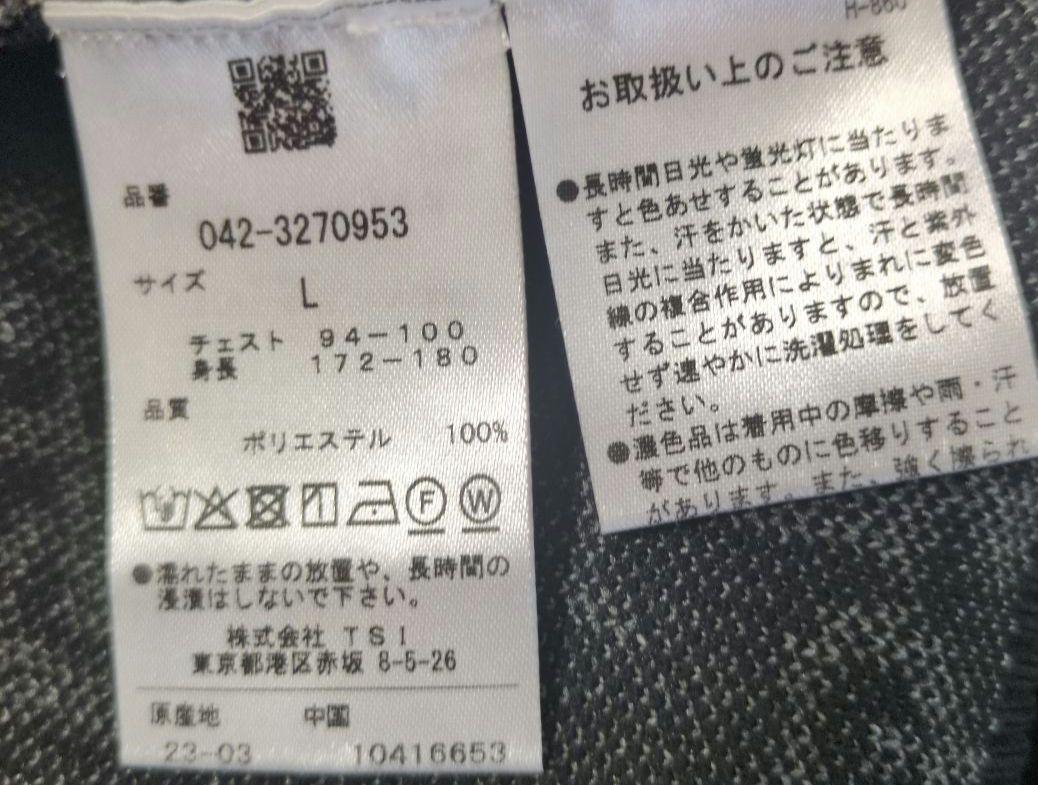 品番
042-3270953
サイズ
L
チェスト 94-100
身長 172-180
品質
ポリエステル 100%
F W
●濡れたままの放置や、長時間の
浸漬はしないで下さい。
株式会社 TSI
東京都港区赤坂 8-5-26
原産地 中国
23-03 10416653
H-860
お取扱い上のご注意
●長時間日光や蛍光灯に当たりま
すと色あせすることがあります。
また、汗をかいた状態で長時間
日光に当たりますと、汗と紫外
線の複合作用によりまれに変色
することがありますので、放置
せず速やかに洗濯処理をしてく
ださい。
●濃色品は着用中の摩擦や雨・汗
等で他のものに色移りすること
があります。また、強く擦られ